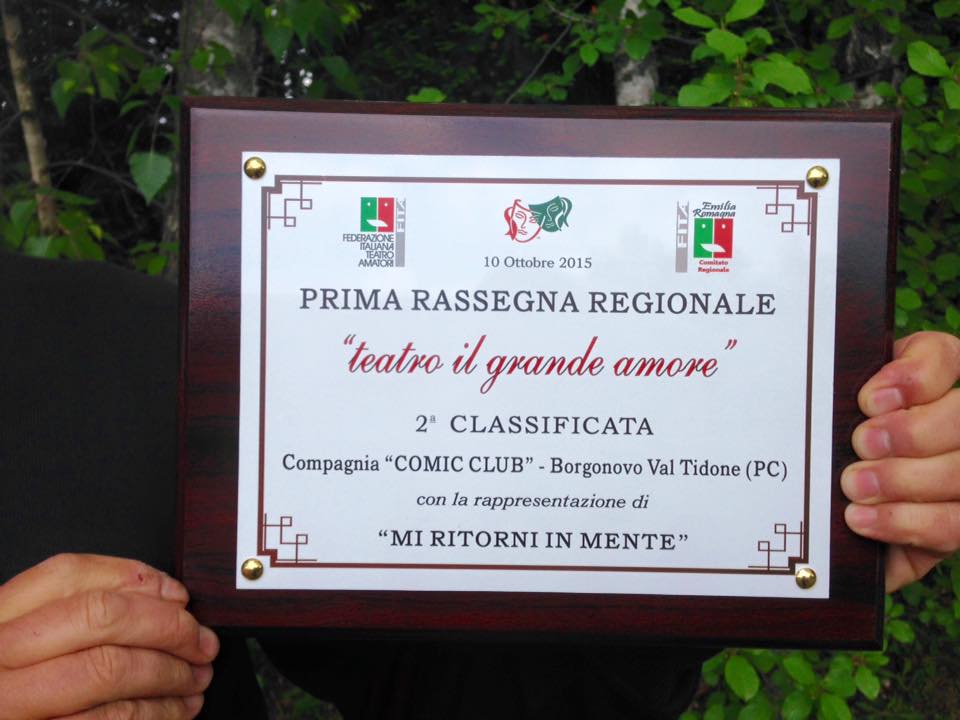 FEDERAZIONE
ITALIANA
TEATRO
AMATORI
FITA
10 Ottobre 2015
FITA
Emilia
Romagna
Comitato
Regionale
PRIMA RASSEGNA REGIONALE
"teatro il grande amore"
2ª CLASSIFICATA
Compagnia "COMIC CLUB" - Borgonovo Val Tidone (PC)
con la rappresentazione di
"MI RITORNI IN MENTE"